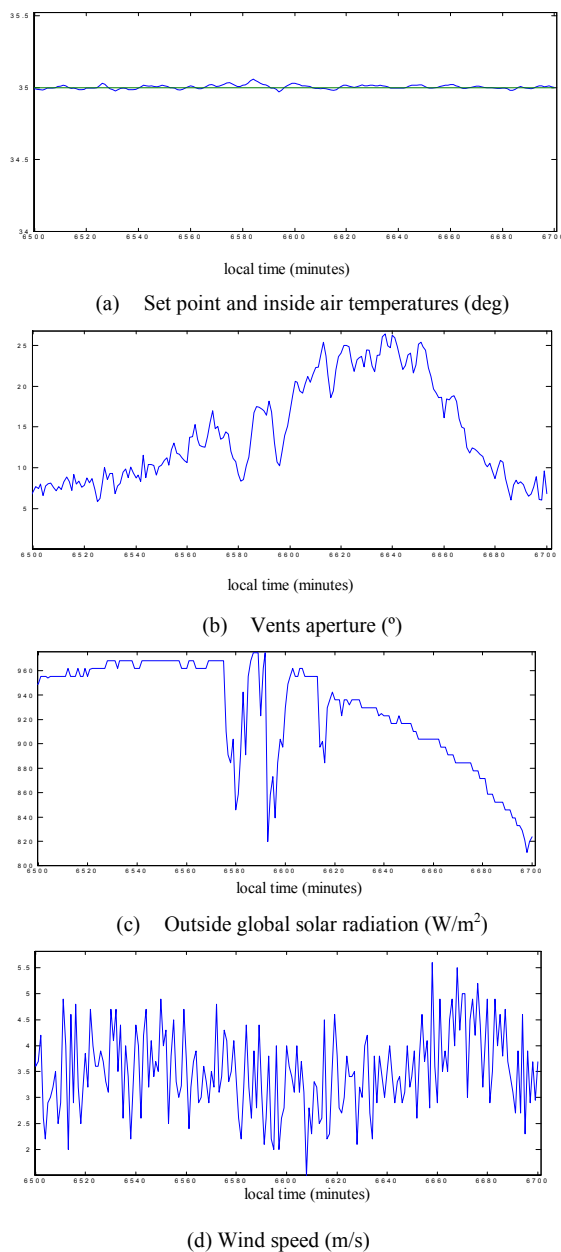 35.5
35
34.5
34
6500 6520 6540 6560 6580 6600 6620 6640 6660 6680 6700
local time (minutes)
(a) Set point and inside air temperatures (deg)
25
20
15
10
5
6500 6520 6540 6560 6580 6600 6620 6640 6660 6680 6700
local time (minutes)
(b) Vents aperture (º)
960
940
920
900
880
860
840
820
800
6500 6520 6540 6560 6580 6600 6620 6640 6660 6680 6700
local time (minutes)
(c) Outside global solar radiation (W/m²)
5.5
5
4.5
4
3.5
3
2.5
2
6500 6520 6540 6560 6580 6600 6620 6640 6660 6680 6700
local time (minutes)
(d) Wind speed (m/s)